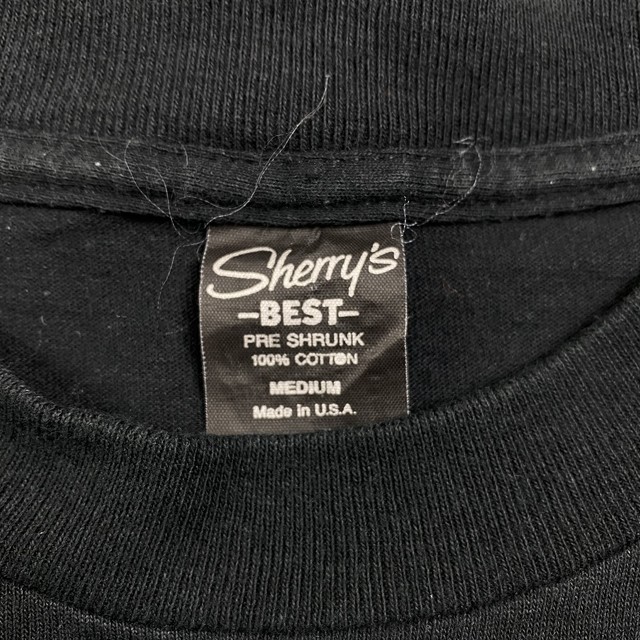 Sherry's
-BEST-
PRE SHRUNK
100% COTTON
MEDIUM
Made in U.S.A.